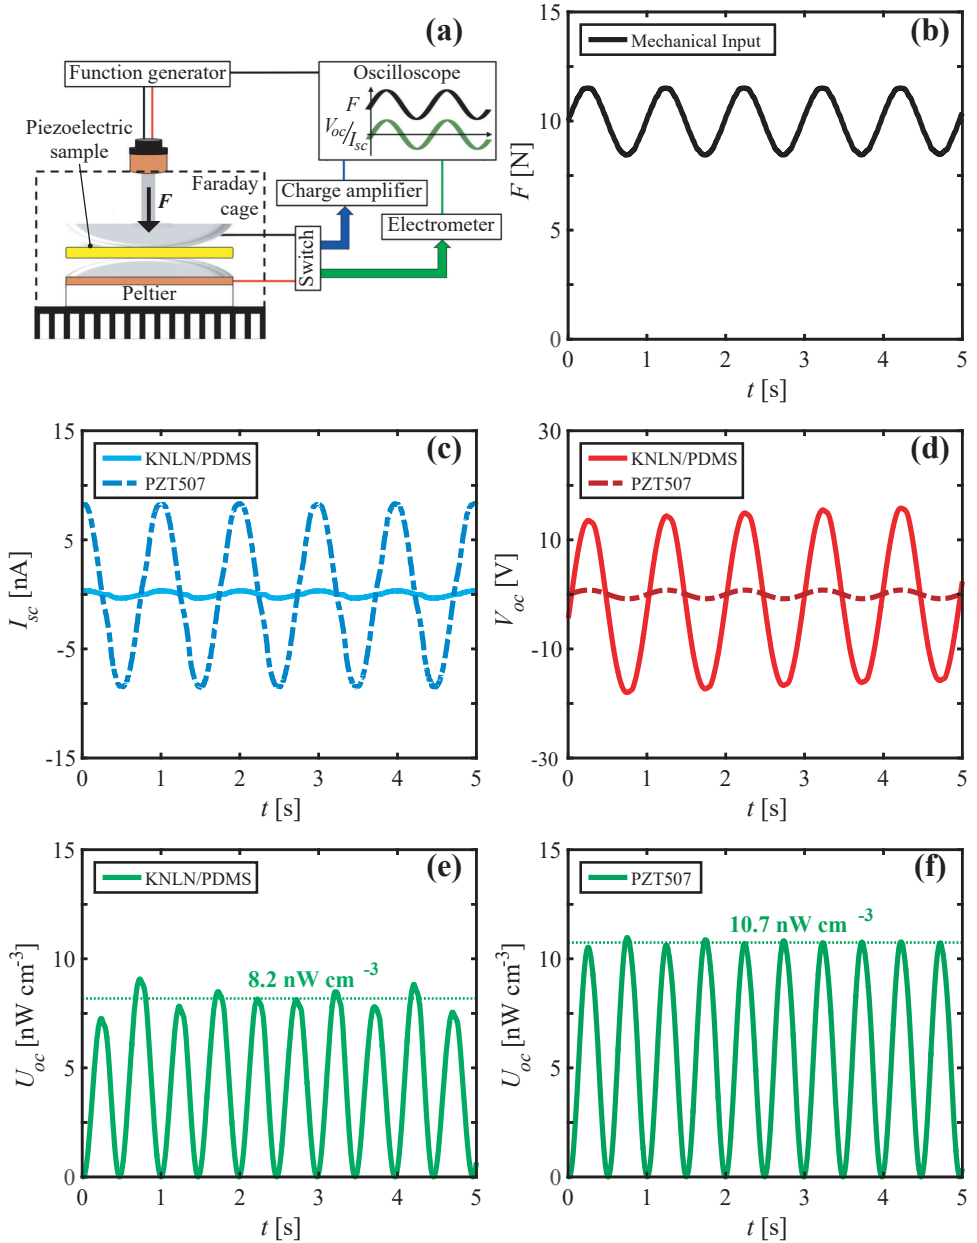 (a)
Function generator
Oscilloscope
F
Voc/Isc
Piezoelectric
sample
Faraday
cage
F
Charge amplifier
Electrometer
Switch
Peltier
(b)
Mechanical Input
15
10
5
0
F [N]
0 1 2 3 4 5
t [s]
(c)
KNLN/PDMS
PZT507
15
5
-5
-15
Isc [nA]
0 1 2 3 4 5
t [s]
(d)
KNLN/PDMS
PZT507
30
10
-10
-30
Voc [V]
0 1 2 3 4 5
t [s]
(e)
KNLN/PDMS
8.2 nW cm -3
15
10
5
0
Uoc [nW cm-3]
0 1 2 3 4 5
t [s]
(f)
PZT507
10.7 nW cm -3
15
10
5
0
Uoc [nW cm-3]
0 1 2 3 4 5
t [s]